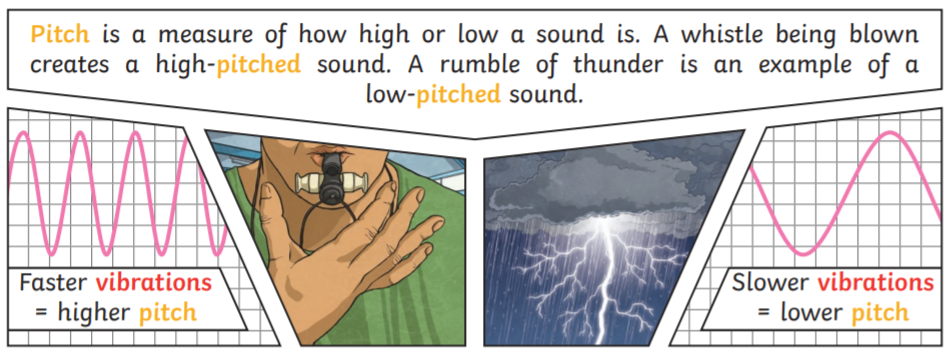 Pitch is a measure of how high or low a sound is. A whistle being blown
creates a high-pitched sound. A rumble of thunder is an example of a
low-pitched sound.
Faster vibrations
= higher pitch
Slower vibrations
= lower pitch